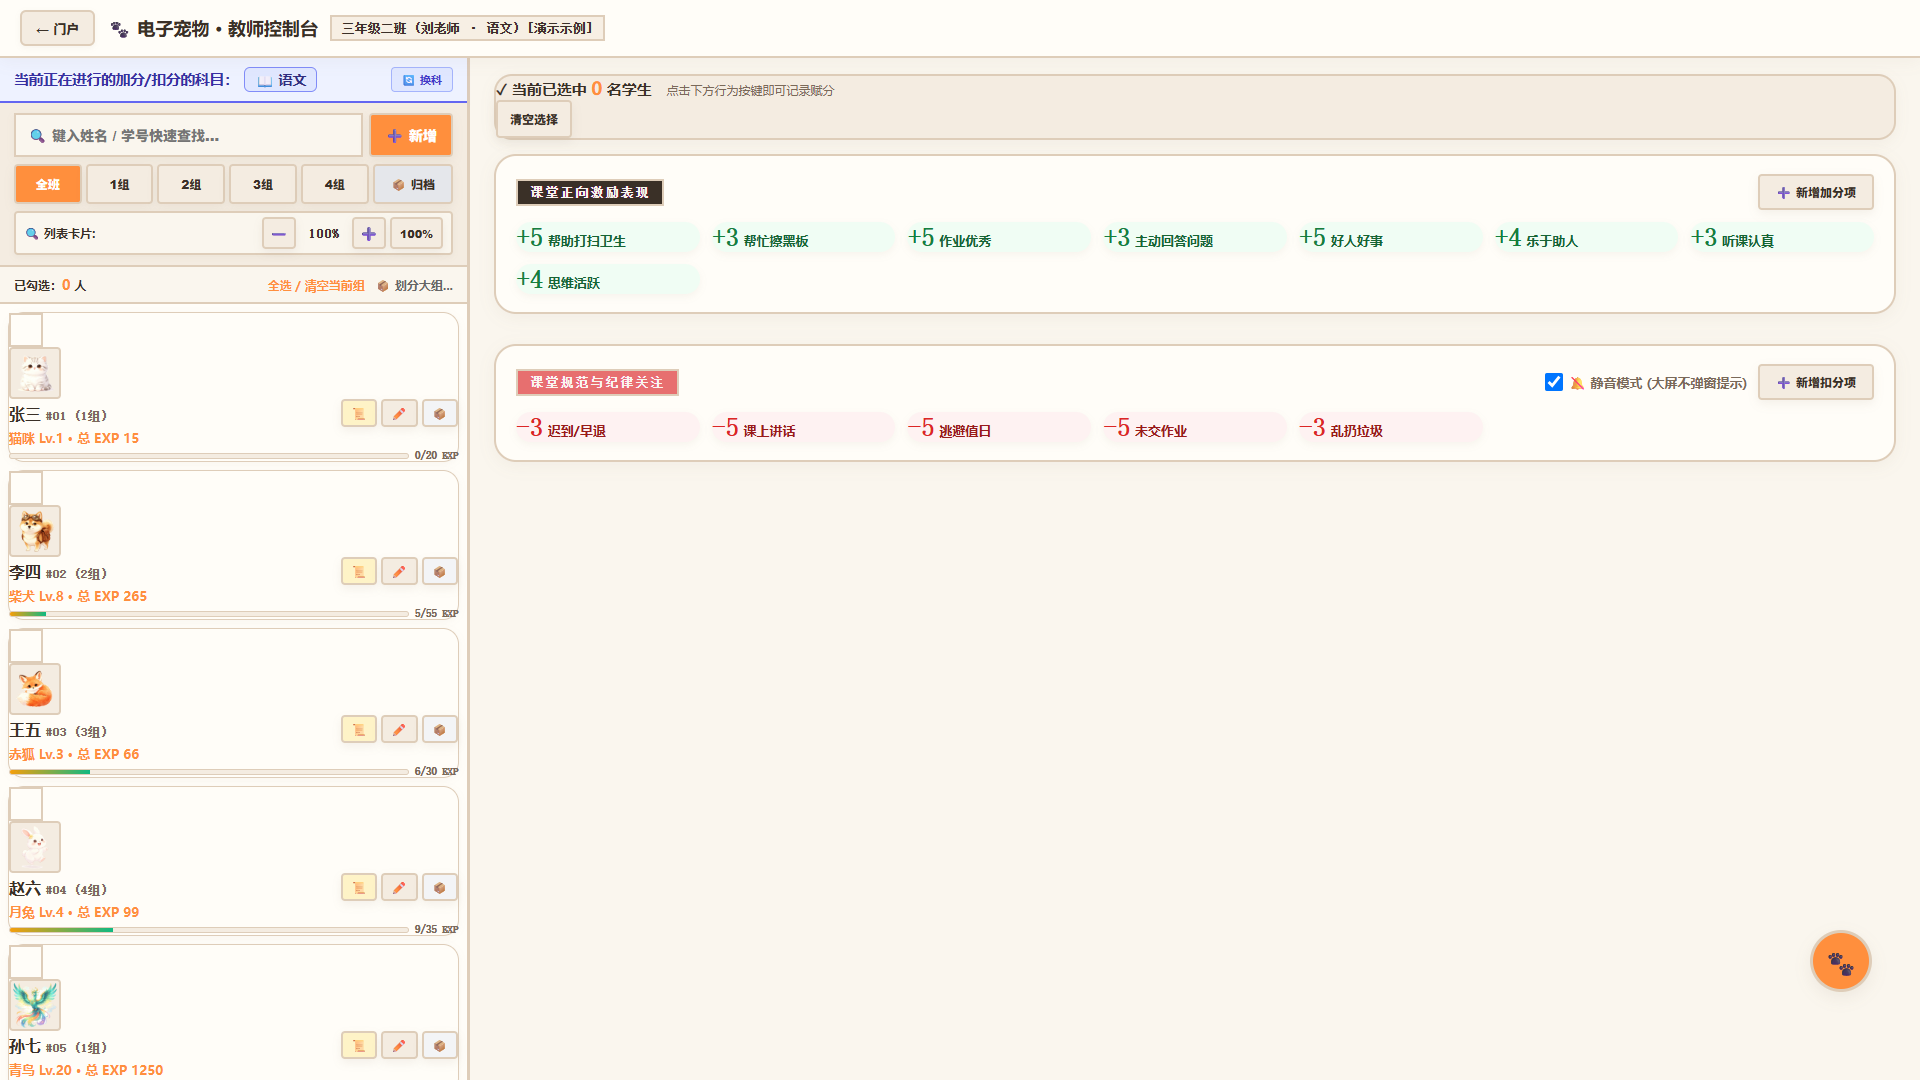 ← 门户
🐾 电子宠物 • 教师控制台
三年级二班 (刘老师 · 语文) [演示示例]
当前正在进行的加分/扣分的科目:
📖 语文
🔄 换科
🔍 键入姓名 / 学号快速查找...
➕ 新增
全班
1组
2组
3组
4组
📦 归档
🔍 列表卡片:
➖
100%
➕
100%
已勾选: 0 人
全选 / 清空当前组
📦 划分大组...
张三 #01 (1组)
猫咪 Lv.1 • 总 EXP 15
0/20 EXP
李四 #02 (2组)
柴犬 Lv.8 • 总 EXP 265
5/55 EXP
王五 #03 (3组)
赤狐 Lv.3 • 总 EXP 66
6/30 EXP
赵六 #04 (4组)
月兔 Lv.4 • 总 EXP 99
9/35 EXP
孙七 #05 (1组)
青鸟 Lv.20 • 总 EXP 1250
✓ 当前已选中 0 名学生 点击下方行为按键即可记录赋分
清空选择
课堂正向激励表现
➕ 新增加分项
+5 帮助打扫卫生
+3 帮忙擦黑板
+5 作业优秀
+3 主动回答问题
+5 好人好事
+4 乐于助人
+3 听课认真
+4 思维活跃
课堂规范与纪律关注
静音模式 (大屏不弹窗提示)
➕ 新增扣分项
−3 迟到/早退
−5 课上讲话
−5 逃避值日
−5 未交作业
−3 乱扔垃圾